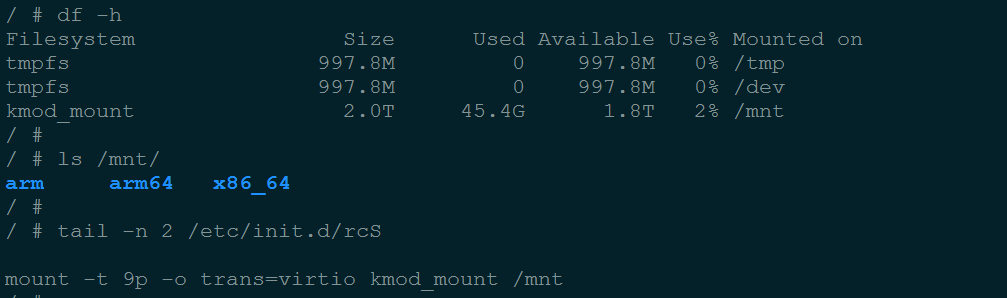 / # df -h
Filesystem                Size      Used Available Use% Mounted on
tmpfs                   997.8M         0    997.8M   0% /tmp
tmpfs                   997.8M         0    997.8M   0% /dev
kmod_mount                2.0T     45.4G      1.8T   2% /mnt
/ #
/ # ls /mnt/
arm     arm64   x86_64
/ #
/ # tail -n 2 /etc/init.d/rcS

mount -t 9p -o trans=virtio kmod_mount /mnt
/ #